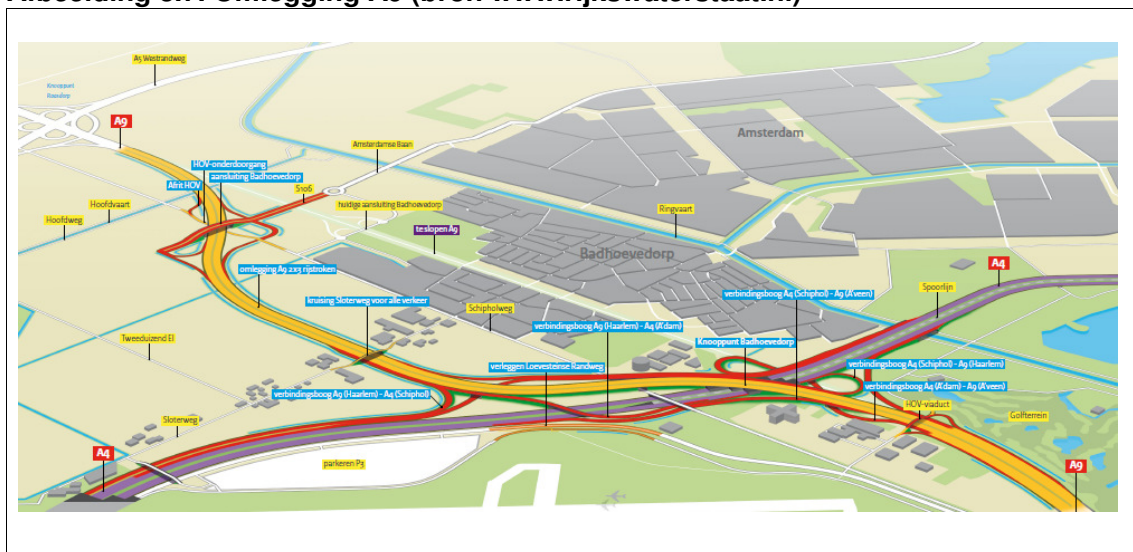 Omlegging A9 (bron www.rijkswaterstaat.nl)
A5 Westrandweg
Knooppunt
Raasdorp
A9
Amsterdam
Amsterdamse Baan
HOV-onderdoorgang
aansluiting Badhoevedorp
Afrit HOV
S106
Hoofdvaart
huidige aansluiting Badhoevedorp
Ringvaart
Hoofdweg
te slopen A9
Badhoevedorp
omlegging A9 2x3 rijstroken
A4
verbindingsboog A4 (Schiphol) - A9 (A'veen)
Spoorlijn
kruising Sloterweg voor alle verkeer
Schipholweg
verbindingsboog A9 (Haarlem) - A4 (A'dam)
Tweeduizend El
Knooppunt Badhoevedorp
verleggen Loevesteinse Randweg
verbindingsboog A4 (Schiphol) - A9 (Haarlem)
verbindingsboog A4 (A'dam) - A9 (A'veen)
verbindingsboog A9 (Haarlem) - A4 (Schiphol)
HOV-viaduct
Golfterrein
Sloterweg
A4
parkeren P3
A9